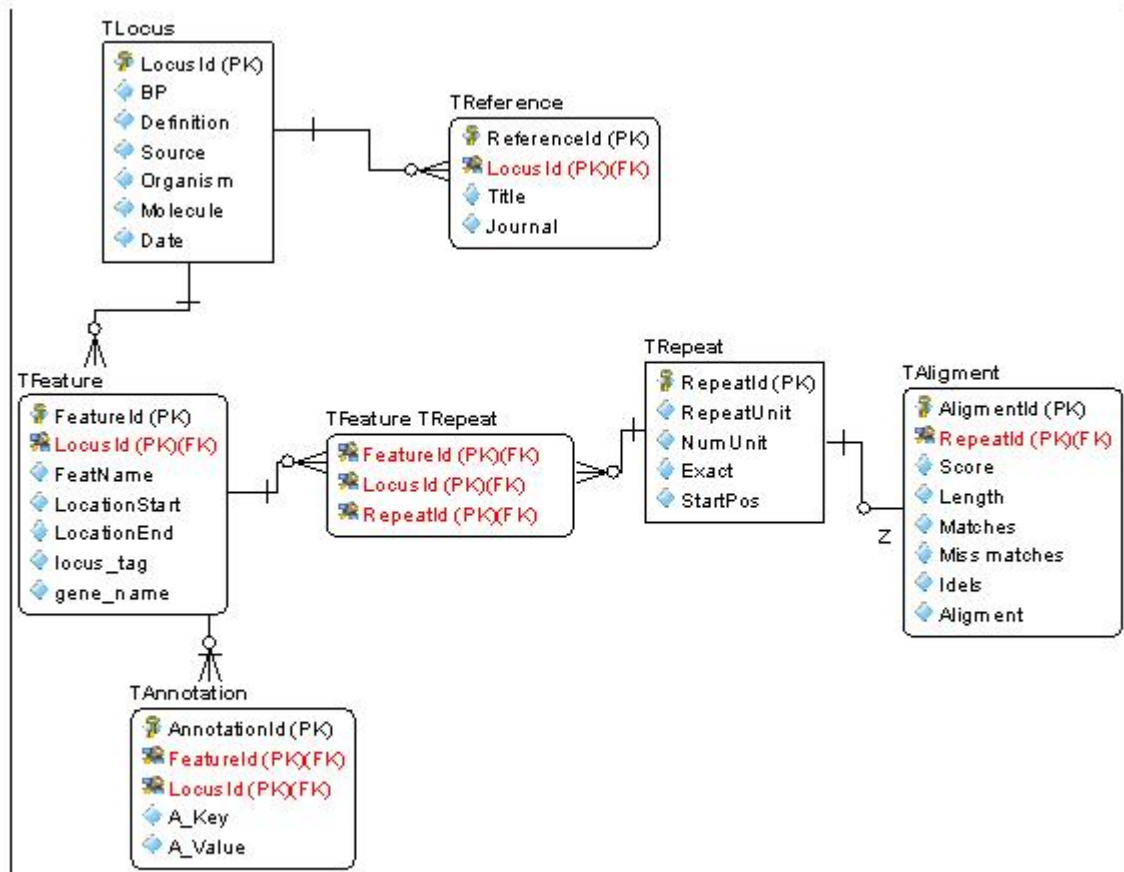 TLocus
LocusId (PK)
BP
Definition
Source
Organism
Molecule
Date
TReference
ReferenceId (PK)
LocusId (PK)(FK)
Title
Journal
TFeature
FeatureId (PK)
LocusId (PK)(FK)
FeatName
LocationStart
LocationEnd
locus_tag
gene_name
TFeature TRepeat
FeatureId (PK)(FK)
LocusId (PK)(FK)
RepeatId (PK)(FK)
TRepeat
RepeatId (PK)
RepeatUnit
NumUnit
Exact
StartPos
Z
TAligment
AligmentId (PK)
RepeatId (PK)(FK)
Score
Length
Matches
Miss matches
Idels
Aligment
TAnnotation
AnnotationId (PK)
FeatureId (PK)(FK)
LocusId (PK)(FK)
A_Key
A_Value